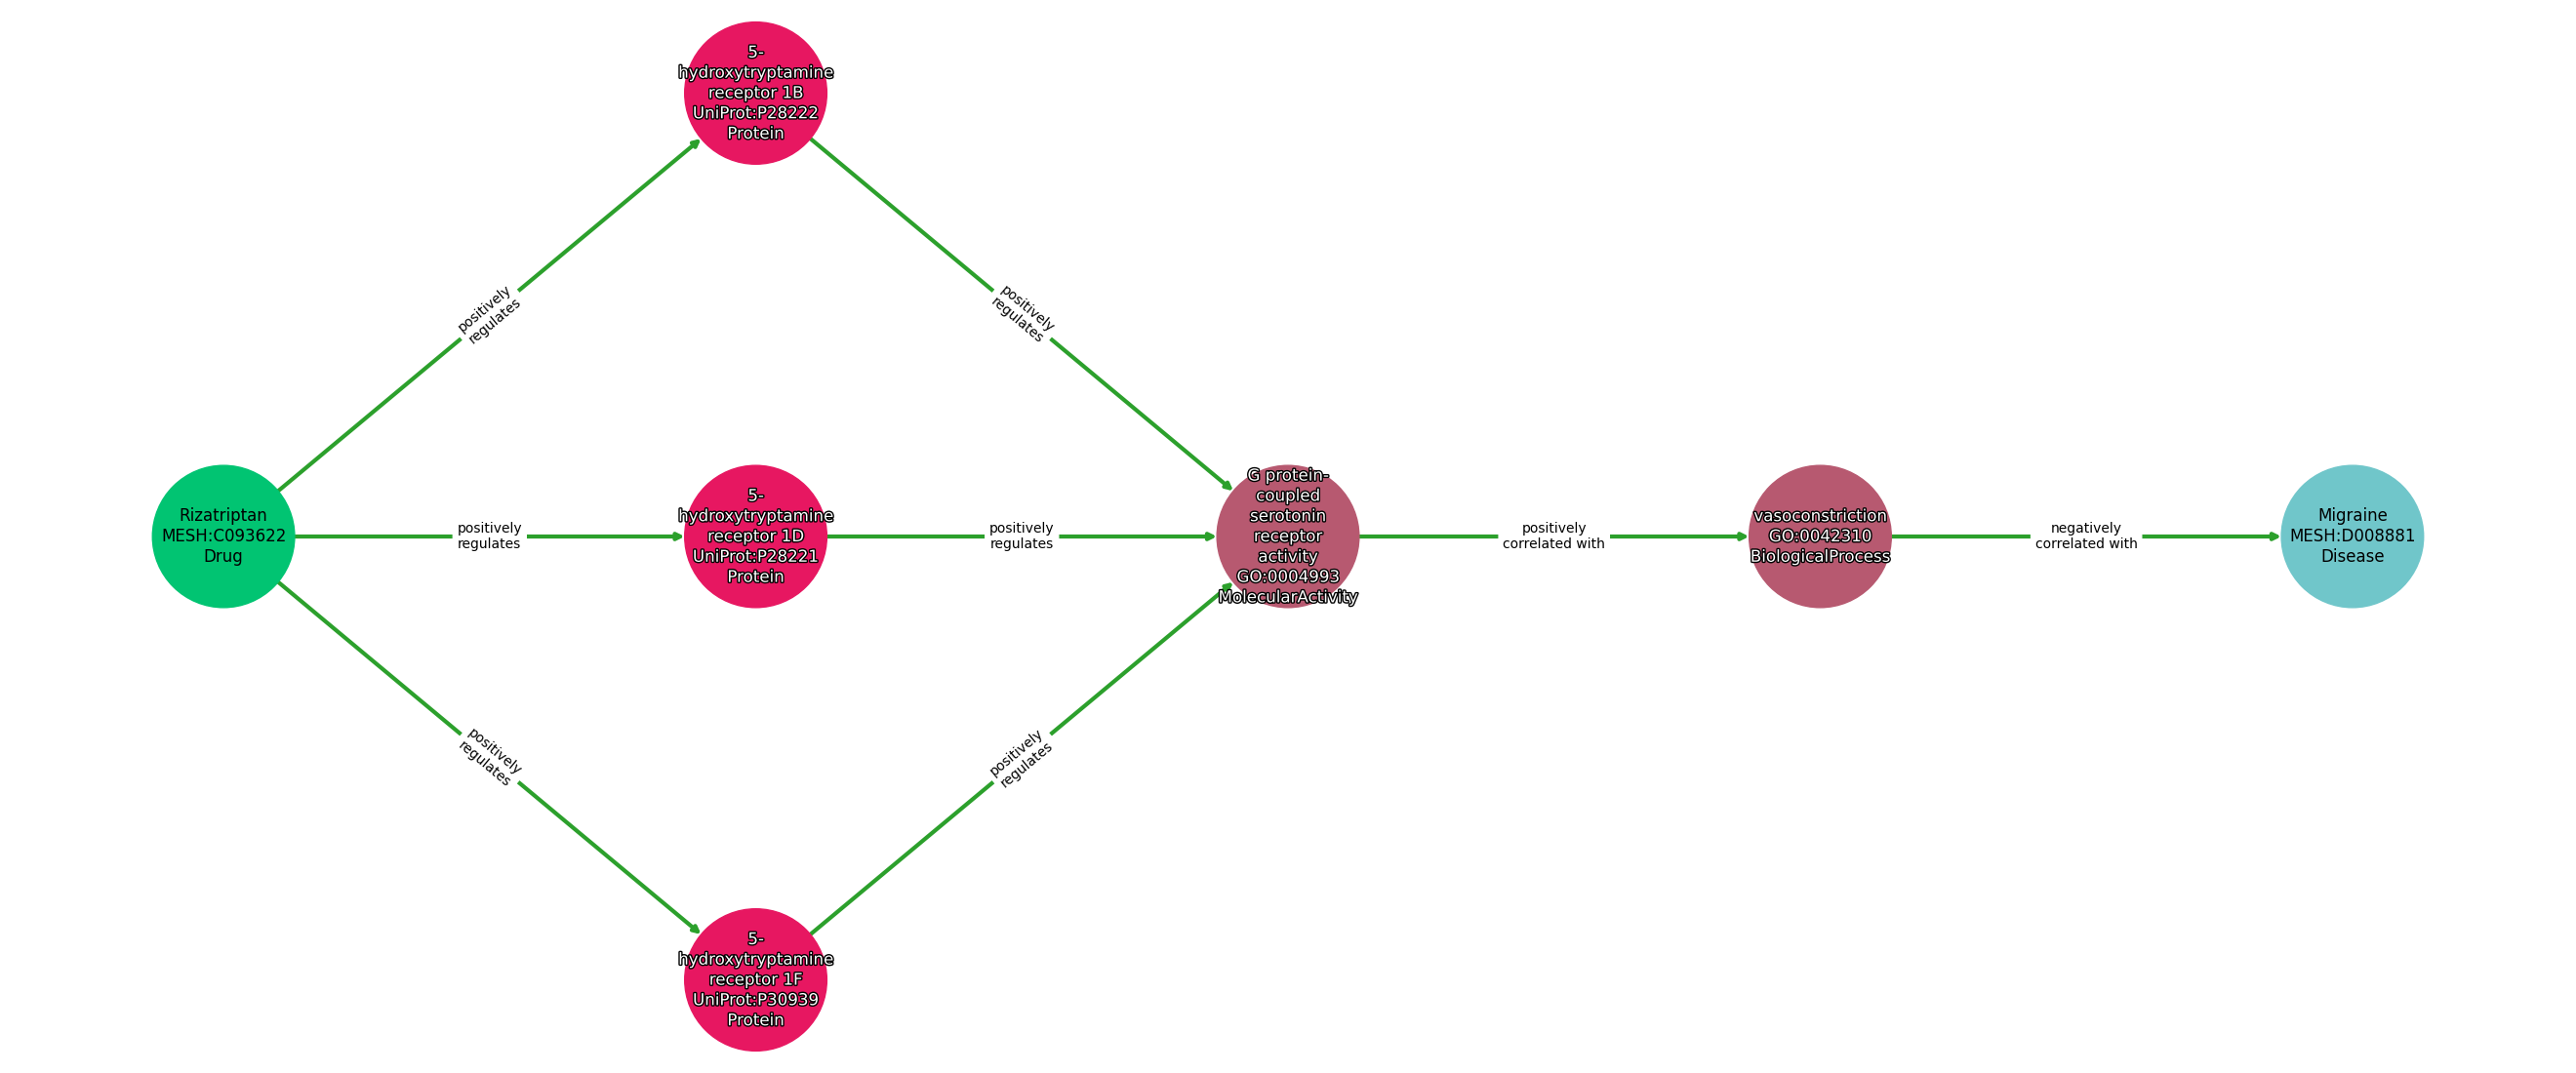 5-
hydroxytryptamine
receptor 1B
UniProt:P28222
Protein
positively
regulates
positively
regulates
Rizatriptan
MESH:C093622
Drug
positively
regulates
5-
hydroxytryptamine
receptor 1D
UniProt:P28221
Protein
positively
regulates
G protein-
coupled
serotonin
receptor
activity
GO:0004993
MolecularActivity
positively
correlated with
vasoconstriction
GO:0042310
BiologicalProcess
negatively
correlated with
Migraine
MESH:D008881
Disease
positively
regulates
positively
regulates
5-
hydroxytryptamine
receptor 1F
UniProt:P30939
Protein